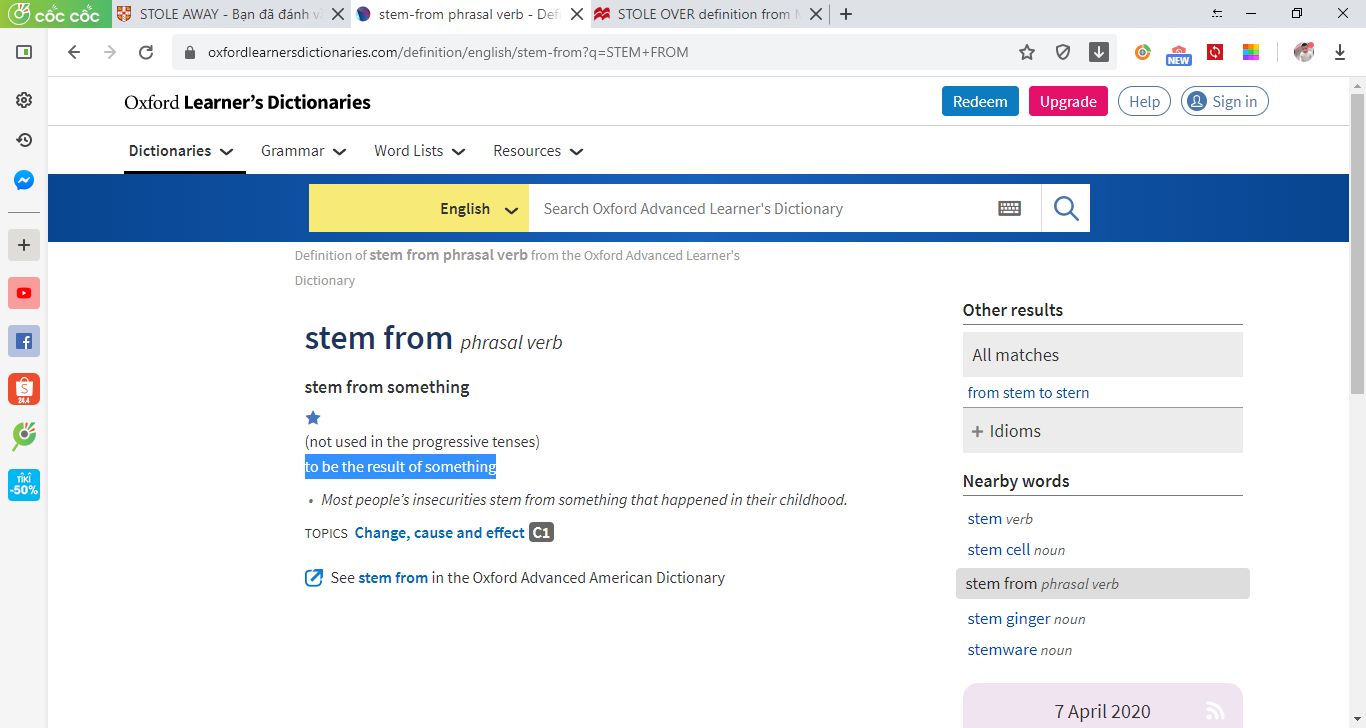 cốc cốc
STOLE AWAY - Bạn đã đánh v
stem-from phrasal verb - Def
STOLE OVER definition from M
oxfordlearnersdictionaries.com/definition/english/stem-from?q=STEM+FROM
NEW
Oxford Learner's Dictionaries
Redeem
Upgrade
Help
Sign in
Dictionaries
Grammar
Word Lists
Resources
English
Search Oxford Advanced Learner's Dictionary
Definition of stem from phrasal verb from the Oxford Advanced Learner's
Dictionary
stem from phrasal verb
stem from something
(not used in the progressive tenses)
to be the result of something
• Most people's insecurities stem from something that happened in their childhood.
TOPICS Change, cause and effect C1
See stem from in the Oxford Advanced American Dictionary
Other results
All matches
from stem to stern
+ Idioms
Nearby words
stem verb
stem cell noun
stem from phrasal verb
stem ginger noun
stemware noun
7 April 2020
24.4
TIKI
-50%